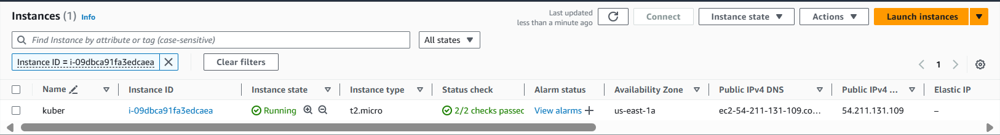 Instances (1) Info
Last updated
less than a minute ago
Connect
Instance state
Actions
Launch instances
Find Instance by attribute or tag (case-sensitive)
All states
Instance ID = i-09dbca91fa3edcaea
Clear filters
1
Name Instance ID Instance state Instance type Status check Alarm status Availability Zone Public IPv4 DNS Public IPv4 ... Elastic IP
kuber i-09dbca91fa3edcaea Running t2.micro 2/2 checks passec View alarms us-east-1a ec2-54-211-131-109.co... 54.211.131.109 –